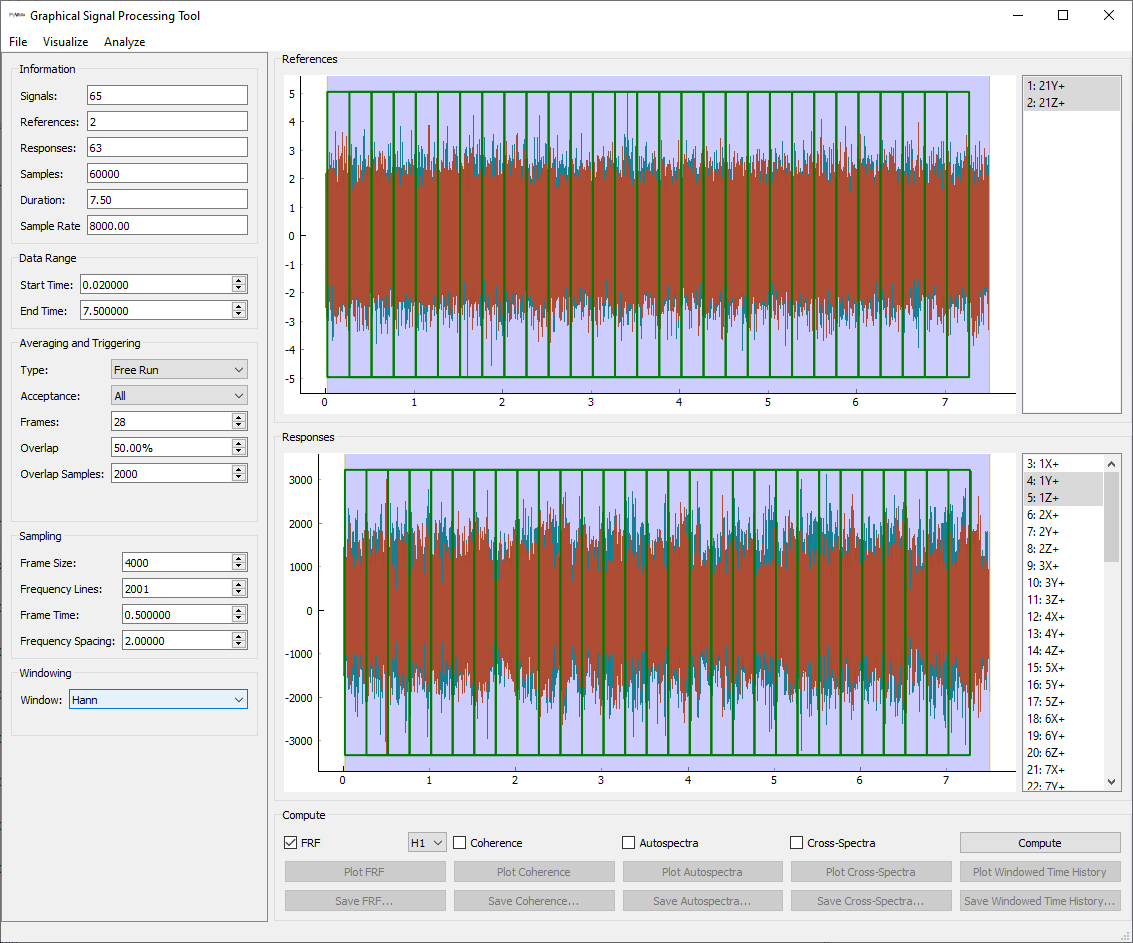 Graphical Signal Processing Tool
File Visualize Analyze
Information
Signals: 65
References: 2
Responses: 63
Samples: 60000
Duration: 7.50
Sample Rate 8000.00
Data Range
Start Time: 0.020000
End Time: 7.500000
Averaging and Triggering
Type: Free Run
Acceptance: All
Frames: 28
Overlap 50.00%
Overlap Samples: 2000
Sampling
Frame Size: 4000
Frequency Lines: 2001
Frame Time: 0.500000
Frequency Spacing: 2.00000
Windowing
Window: Hann
References
5
4
3
2
1
0
-1
-2
-3
-4
-5
0 1 2 3 4 5 6 7
1: 21Y+
2: 21Z+
Responses
3000
2000
1000
0
-1000
-2000
-3000
0 1 2 3 4 5 6 7
3: 1X+
4: 1Y+
5: 1Z+
6: 2X+
7: 2Y+
8: 2Z+
9: 3X+
10: 3Y+
11: 3Z+
12: 4X+
13: 4Y+
14: 4Z+
15: 5X+
16: 5Y+
17: 5Z+
18: 6X+
19: 6Y+
20: 6Z+
21: 7X+
22: 7Y+
Compute
FRF H1 Coherence Autospectra Cross-Spectra Compute
Plot FRF Plot Coherence Plot Autospectra Plot Cross-Spectra Plot Windowed Time History
Save FRF... Save Coherence... Save Autospectra... Save Cross-Spectra... Save Windowed Time History...